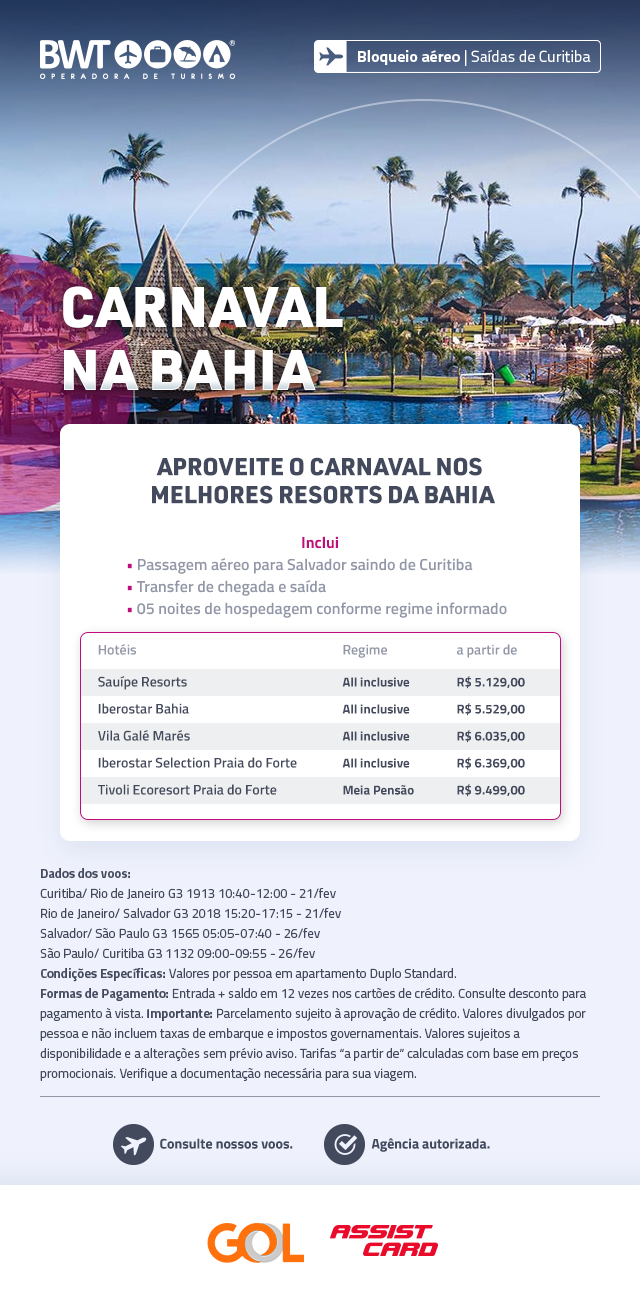 BWT
OPERADORA DE TURISMO
Bloqueio aéreo | Saídas de Curitiba
CARNAVAL
NA BAHIA
APROVEITE O CARNAVAL NOS
MELHORES RESORTS DA BAHIA
Inclui
▪ Passagem aéreo para Salvador saindo de Curitiba
▪ Transfer de chegada e saída
▪ 05 noites de hospedagem conforme regime informado
Hotéis Regime a partir de
Sauípe Resorts All inclusive R$ 5.129,00
Iberostar Bahia All inclusive R$ 5.529,00
Vila Galé Marés All inclusive R$ 6.035,00
Iberostar Selection Praia do Forte All inclusive R$ 6.369,00
Tivoli Ecoresort Praia do Forte Meia Pensão R$ 9.499,00
Dados dos voos:
Curitiba/ Rio de Janeiro G3 1913 10:40-12:00 - 21/fev
Rio de Janeiro/ Salvador G3 2018 15:20-17:15 - 21/fev
Salvador/ São Paulo G3 1565 05:05-07:40 - 26/fev
São Paulo/ Curitiba G3 1132 09:00-09:55 - 26/fev
Condições Específicas: Valores por pessoa em apartamento Duplo Standard.
Formas de Pagamento: Entrada + saldo em 12 vezes nos cartões de crédito. Consulte desconto para
pagamento à vista. Importante: Parcelamento sujeito à aprovação de crédito. Valores divulgados por
pessoa e não incluem taxas de embarque e impostos governamentais. Valores sujeitos a
disponibilidade e a alterações sem prévio aviso. Tarifas “a partir de” calculadas com base em preços
promocionais. Verifique a documentação necessária para sua viagem.
Consulte nossos voos. Agência autorizada.
GOL ASSIST
CARD